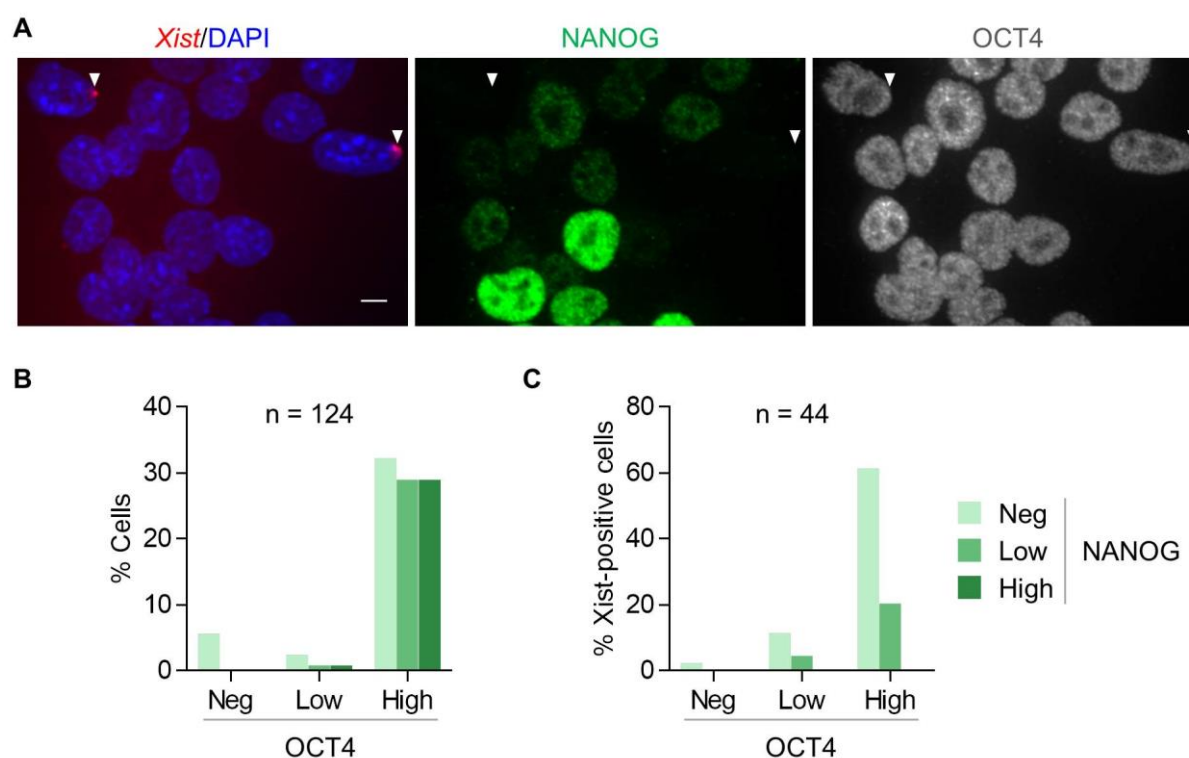 A
Xist/DAPI
NANOG
OCT4
B
n = 124
40
30
20
10
0
% Cells
Neg
Low
High
OCT4
C
n = 44
80
60
40
20
0
% Xist-positive cells
Neg
Low
High
OCT4
Neg
Low
High
NANOG